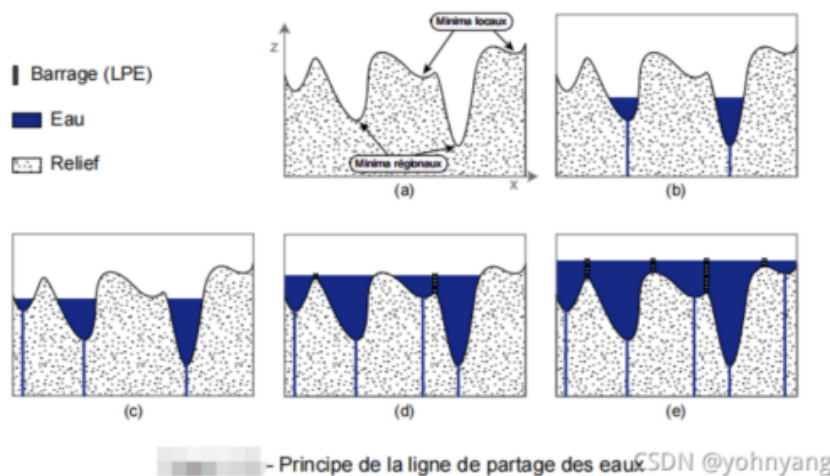 Minima locaux
Z
Barrage (LPE)
Eau
Relief
Minima régionaux
X
(a)
(b)
(c)
(d)
(e)
- Principe de la ligne de partage des eaux
CSDN @yohnyang